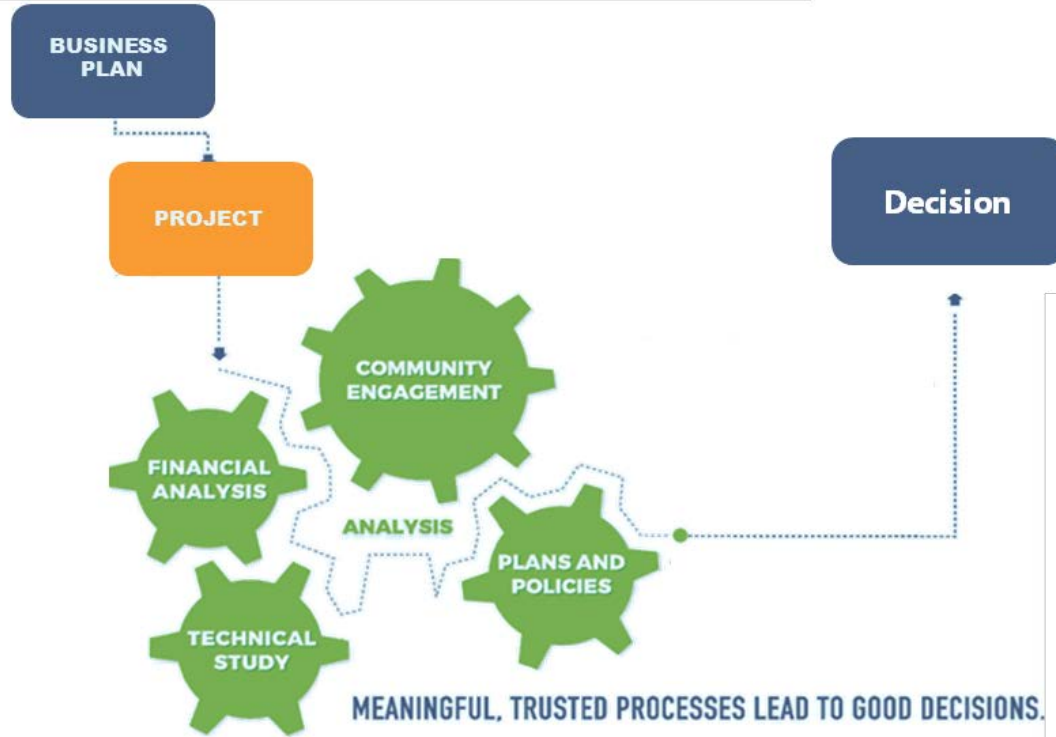 BUSINESS
PLAN
PROJECT
Decision
COMMUNITY
ENGAGEMENT
FINANCIAL
ANALYSIS
ANALYSIS
PLANS AND
POLICIES
TECHNICAL
STUDY
MEANINGFUL, TRUSTED PROCESSES LEAD TO GOOD DECISIONS.